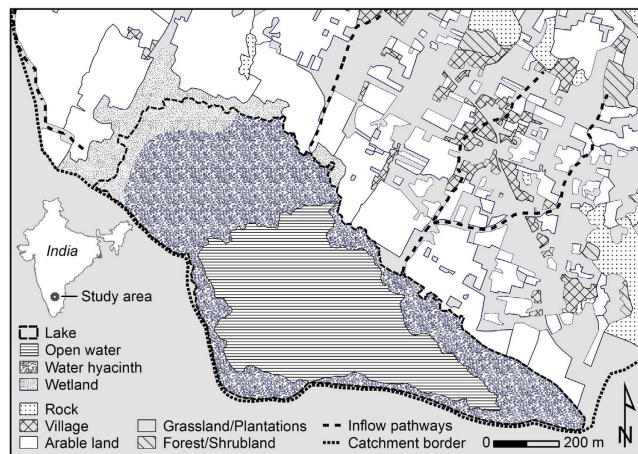 India
Study area
Lake
Open water
Water hyacinth
Wetland
Rock
Village
Arable land
Grassland/Plantations
Forest/Shrubland
Inflow pathways
Catchment border
0 200 m
N